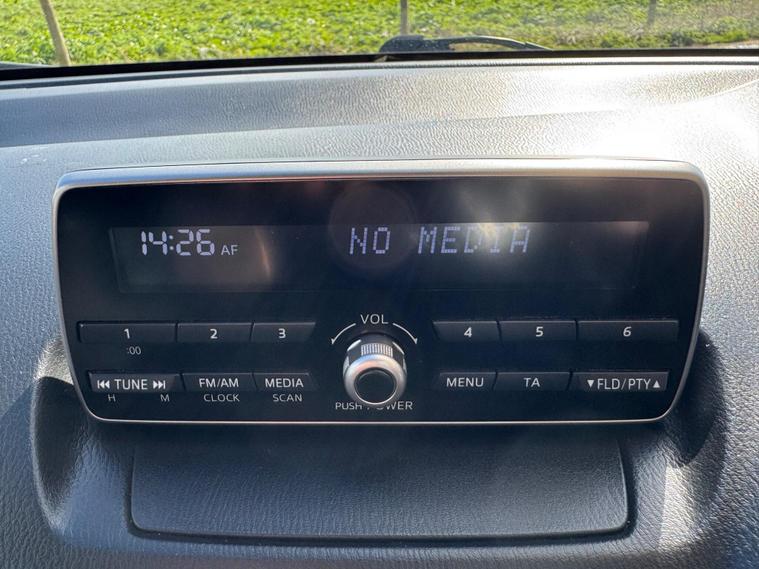 14:26 AF NO MEDIA
VOL
1 2 3 4 5 6
:00
TUNE FM/AM MEDIA MENU TA ▼FLD/PTY▲
H M CLOCK SCAN PUSH POWER